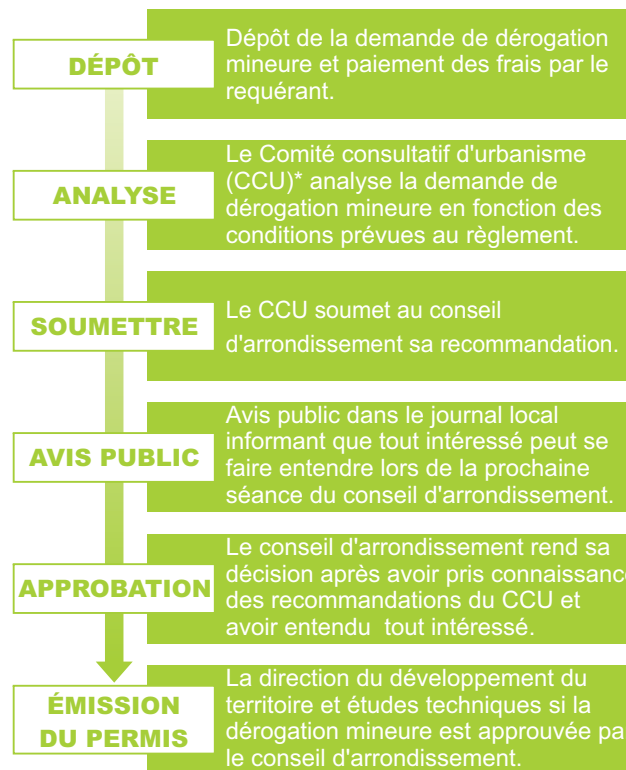 DÉPÔT
Dépôt de la demande de dérogation
mineure et paiement des frais par le
requérant.
ANALYSE
Le Comité consultatif d'urbanisme
(CCU)* analyse la demande de
dérogation mineure en fonction des
conditions prévues au règlement.
SOUMETTRE
Le CCU soumet au conseil
d'arrondissement sa recommandation.
AVIS PUBLIC
Avis public dans le journal local
informant que tout intéressé peut se
faire entendre lors de la prochaine
séance du conseil d'arrondissement.
APPROBATION
Le conseil d'arrondissement rend sa
décision après avoir pris connaissanc
des recommandations du CCU et
avoir entendu tout intéressé.
ÉMISSION
DU PERMIS
La direction du développement du
territoire et études techniques si la
dérogation mineure est approuvée pa
le conseil d'arrondissement.